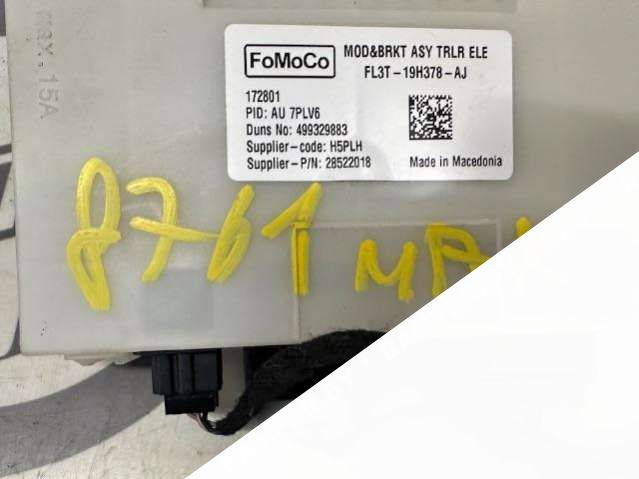 max. 15A
FoMoCo
MOD&BRKT ASY TRLR ELE
FL3T-19H378-AJ
172801
PID: AU 7PLV6
Duns No: 499329883
Supplier-code: H5PLH
Supplier-P/N: 28522018
Made in Macedonia
8761